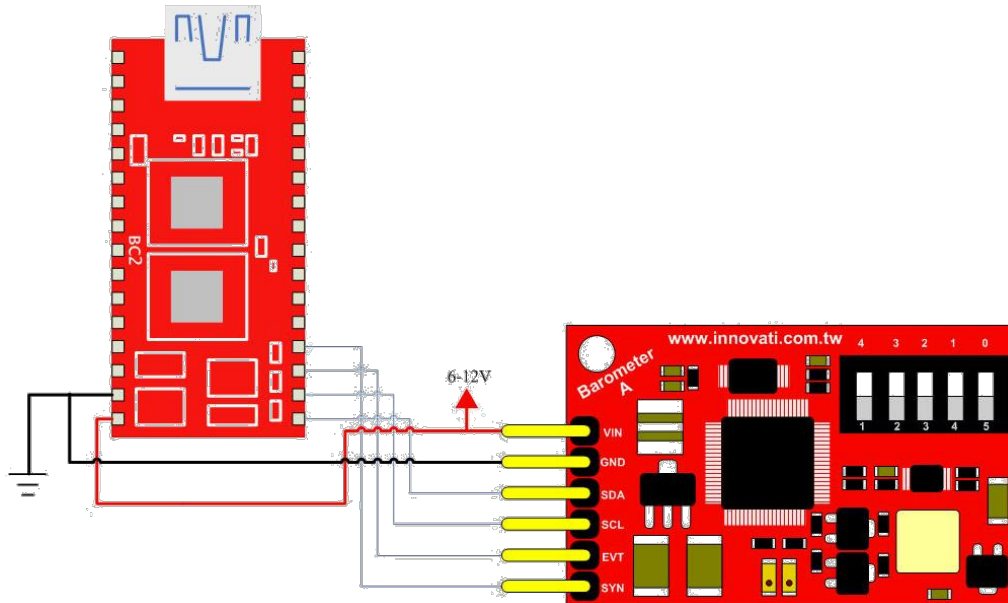 BC2
6-12V
www.innovati.com.tw
Barometer
A
4 3 2 1 0
1 2 3 4 5
VIN
GND
SDA
SCL
EVT
SYN